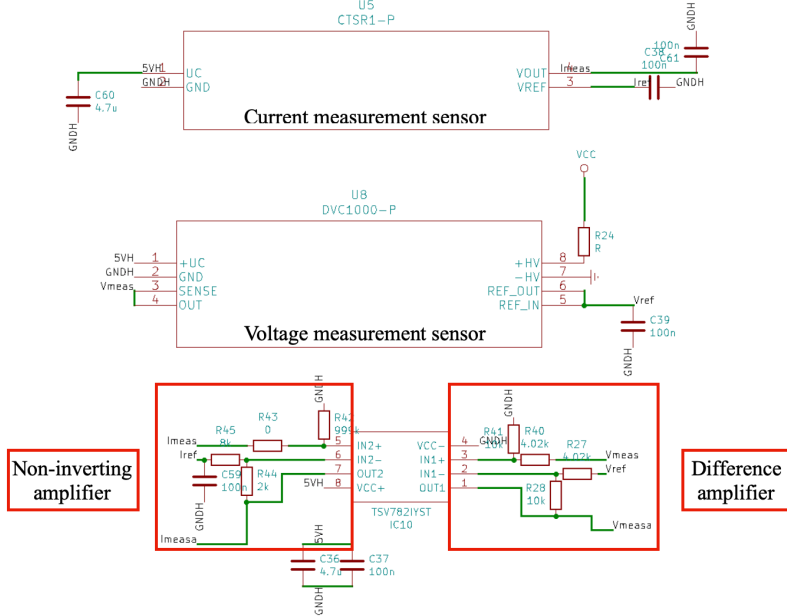 U5
CTSR1-P
5VH 1 UC
GNDH 2 GND
C60
4.7u
GNDH
VOUT 4 Imeas
VREF 3 Iref
C38
100n
GNDH
GNDH
100n
C61
Current measurement sensor
VCC
R24
R
U8
DVC1000-P
5VH 1 +UC
GNDH 2 GND
Vmeas 3 SENSE
4 OUT
+HV 8
-HV 7
REF_OUT 6
REF_IN 5
Vref
C39
100n
GNDH
Voltage measurement sensor
Non-inverting
amplifier
GNDH
R42
999k
R43
0
R45
8k
Imeas
Iref
C59
100n
GNDH
R44
2k
Imeasa
5 IN2+
6 IN2-
7 OUT2
5VH 8 VCC+
VCC- 4 GNDH
IN1+ 3
IN1- 2
OUT1 1
TSV782IYST
IC10
GNDH
R41
10k
R40
4.02k
R27
4.02k
Vmeas
Vref
R28
10k
Vmeasa
Difference
amplifier
5VH
C36
4.7u
C37
100n
GNDH